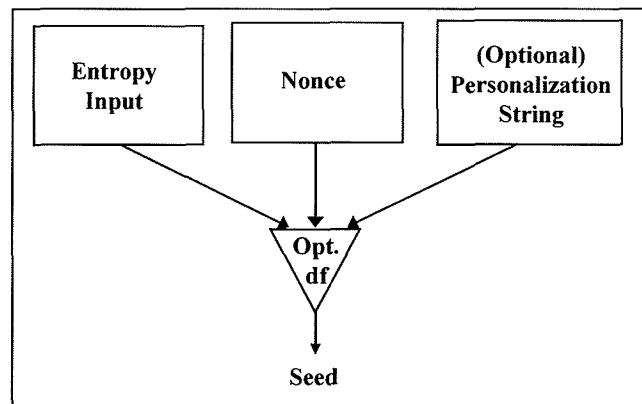 Entropy
Input
Nonce
(Optional)
Personalization
String
Opt.
df
Seed